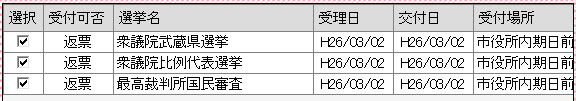 選択 受付可否 選挙名 受理日 交付日 受付場所
返票 衆議院武蔵県選挙 H26/03/02 H26/03/02 市役所内期日前
返票 衆議院比例代表選挙 H26/03/02 H26/03/02 市役所内期日前
返票 最高裁判所国民審査 H26/03/02 H26/03/02 市役所内期日前